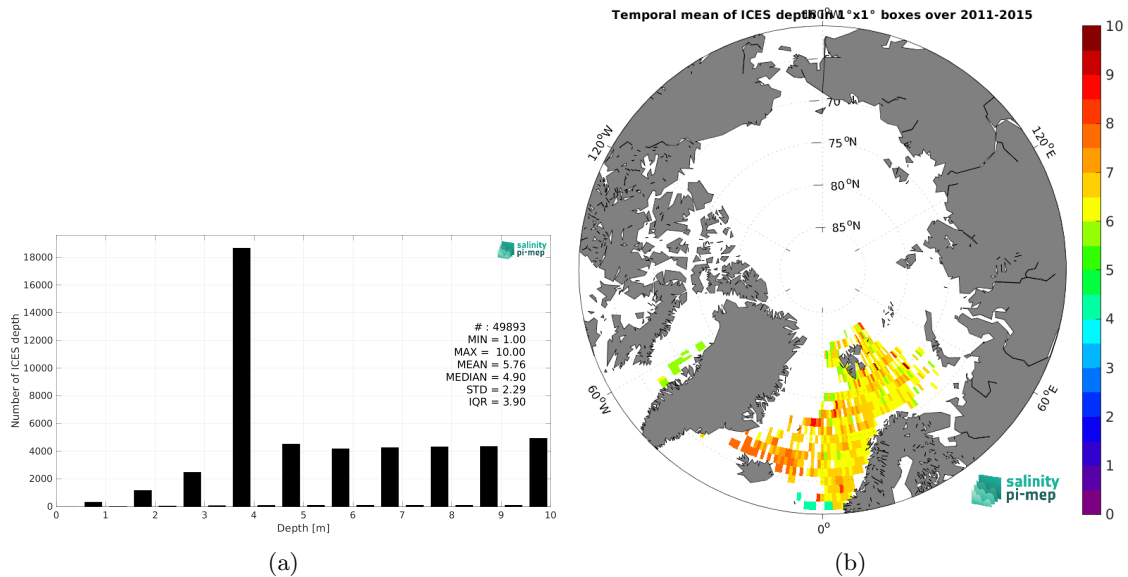 Temporal mean of ICES depth in 1°x1° boxes over 2011-2015
180°W
10
9
8
7
6
5
4
3
2
1
0
120°W
120°E
70°N
75°N
80°N
85°N
60°W
60°E
0°
salinity
pi-mep
salinity
pi-mep
18000
16000
14000
12000
10000
8000
6000
4000
2000
0
Number of ICES depth
# : 49893
MIN = 1.00
MAX = 10.00
MEAN = 5.76
MEDIAN = 4.90
STD = 2.29
IQR = 3.90
0 1 2 3 4 5 6 7 8 9 10
Depth [m]
(a)
(b)